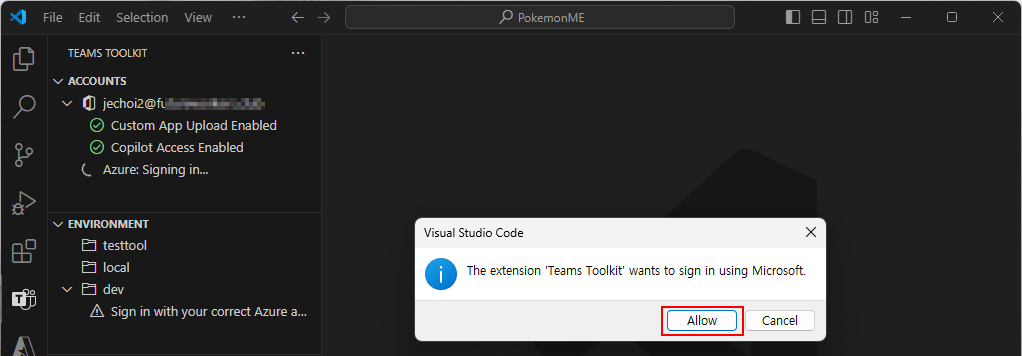 File Edit Selection View ... PokemonME
TEAMS TOOLKIT ...
ACCOUNTS
jechoi2@fu
Custom App Upload Enabled
Copilot Access Enabled
Azure: Signing in...
ENVIRONMENT
testtool
local
dev
Sign in with your correct Azure a...
Visual Studio Code
The extension 'Teams Toolkit' wants to sign in using Microsoft.
Allow Cancel